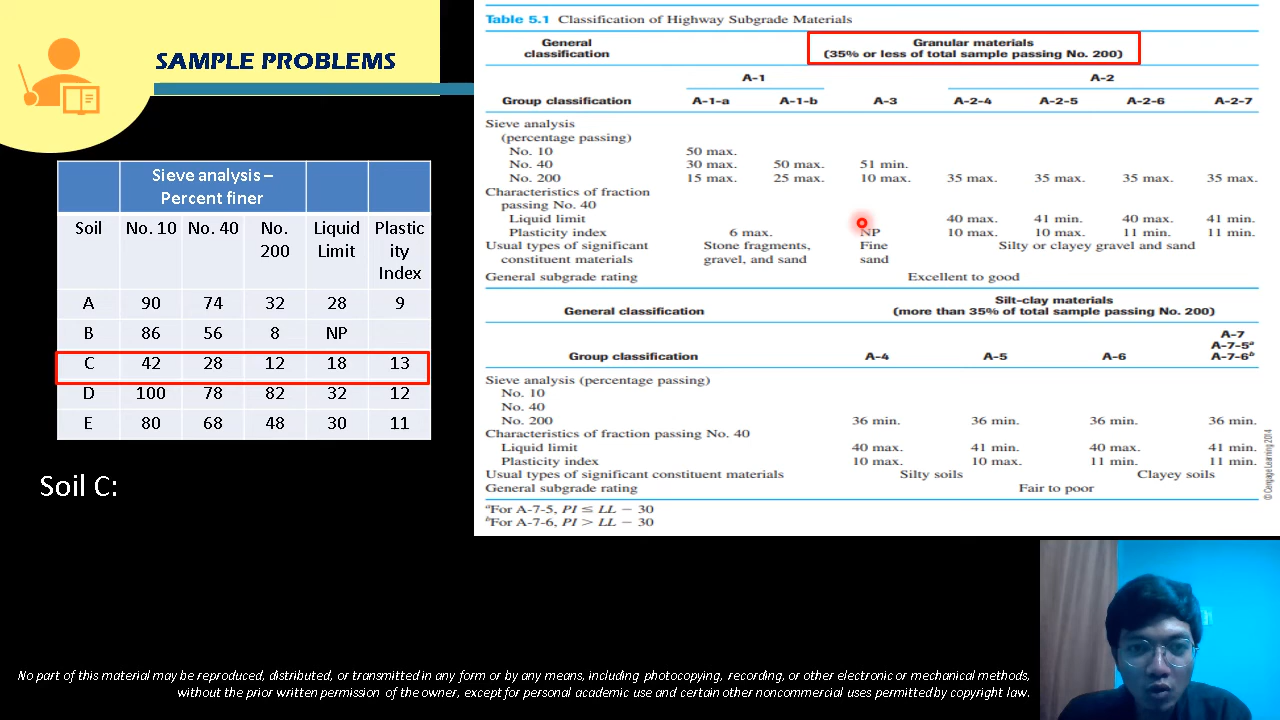 SAMPLE PROBLEMS
Sieve analysis –
Percent finer
Soil No. 10 No. 40 No. 200 Liquid Limit Plasticity Index
A 90 74 32 28 9
B 86 56 8 NP
C 42 28 12 18 13
D 100 78 82 32 12
E 80 68 48 30 11
Soil C:
Table 5.1 Classification of Highway Subgrade Materials
General classification Granular materials
(35% or less of total sample passing No. 200)
A-1 A-2
Group classification A-1-a A-1-b A-3 A-2-4 A-2-5 A-2-6 A-2-7
Sieve analysis
(percentage passing)
No. 10 50 max.
No. 40 30 max. 50 max. 51 min.
No. 200 15 max. 25 max. 10 max. 35 max. 35 max. 35 max. 35 max.
Characteristics of fraction
passing No. 40
Liquid limit 40 max. 41 min. 40 max. 41 min.
Plasticity index 6 max. NP 10 max. 10 max. 11 min. 11 min.
Usual types of significant Stone fragments, Fine Silty or clayey gravel and sand
constituent materials gravel, and sand sand
General subgrade rating Excellent to good
General classification Silt-clay materials
(more than 35% of total sample passing No. 200)
A-7
A-7-5ᵃ
Group classification A-4 A-5 A-6 A-7-6ᵇ
Sieve analysis (percentage passing)
No. 10
No. 40
No. 200 36 min. 36 min. 36 min. 36 min.
Characteristics of fraction passing No. 40
Liquid limit 40 max. 41 min. 40 max. 41 min.
Plasticity index 10 max. 10 max. 11 min. 11 min.
Usual types of significant constituent materials Silty soils Clayey soils
General subgrade rating Fair to poor
ᵃFor A-7-5, PI ≤ LL − 30
ᵇFor A-7-6, PI > LL − 30
© Cengage Learning 2014
No part of this material may be reproduced, distributed, or transmitted in any form or by any means, including photocopying, recording, or other electronic or mechanical methods,
without the prior written permission of the owner, except for personal academic use and certain other noncommercial uses permitted by copyright law.